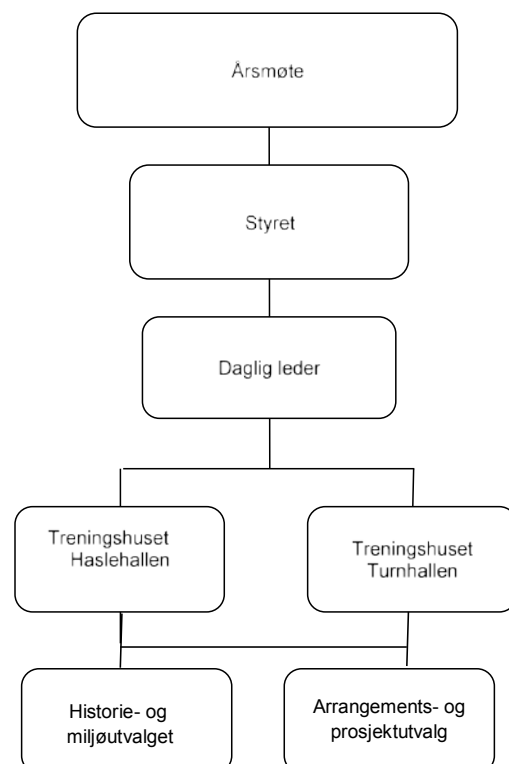 Årsmøte
Styret
Daglig leder
Treningshuset
Haslehallen
Treningshuset
Turnhallen
Historie- og
miljøutvalget
Arrangements- og
prosjektutvalg